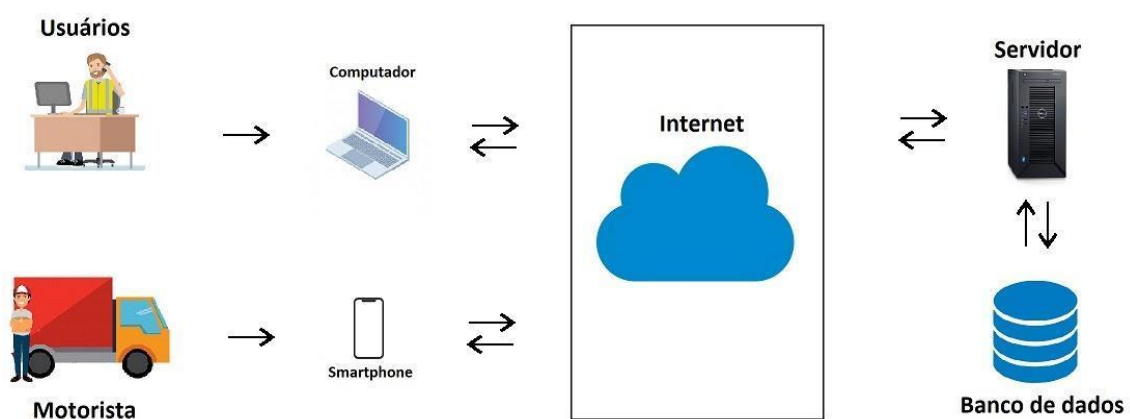 Usuários
Computador
Internet
Servidor
Motorista
Smartphone
Banco de dados